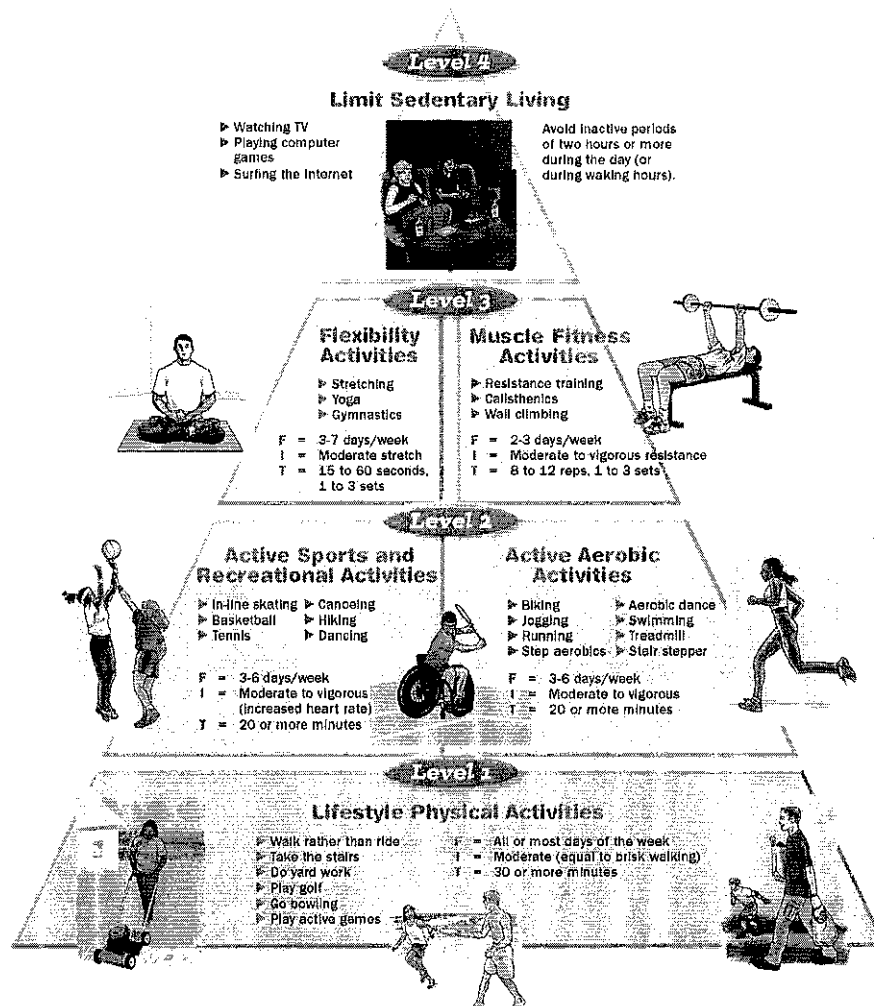 Level 4
Limit Sedentary Living
▶ Watching TV
▶ Playing computer
games
▶ Surfing the Internet
Avoid inactive periods
of two hours or more
during the day (or
during waking hours).
Level 3
Flexibility
Activities
▶ Stretching
▶ Yoga
▶ Gymnastics
F = 3-7 days/week
I = Moderate stretch
T = 15 to 60 seconds,
1 to 3 sets
Muscle Fitness
Activities
▶ Resistance training
▶ Calisthenics
▶ Wall climbing
F = 2-3 days/week
I = Moderate to vigorous resistance
T = 8 to 12 reps, 1 to 3 sets
Level 2
Active Sports and
Recreational Activities
▶ In-line skating ▶ Canoeing
▶ Basketball ▶ Hiking
▶ Tennis ▶ Dancing
F = 3-6 days/week
I = Moderate to vigorous
(increased heart rate)
T = 20 or more minutes
Active Aerobic
Activities
▶ Biking ▶ Aerobic dance
▶ Jogging ▶ Swimming
▶ Running ▶ Treadmill
▶ Step aerobics ▶ Stair stepper
F = 3-6 days/week
I = Moderate to vigorous
T = 20 or more minutes
Level 1
Lifestyle Physical Activities
▶ Walk rather than ride
▶ Take the stairs
▶ Do yard work
▶ Play golf
▶ Go bowling
▶ Play active games
F = All or most days of the week
I = Moderate (equal to brisk walking)
T = 30 or more minutes